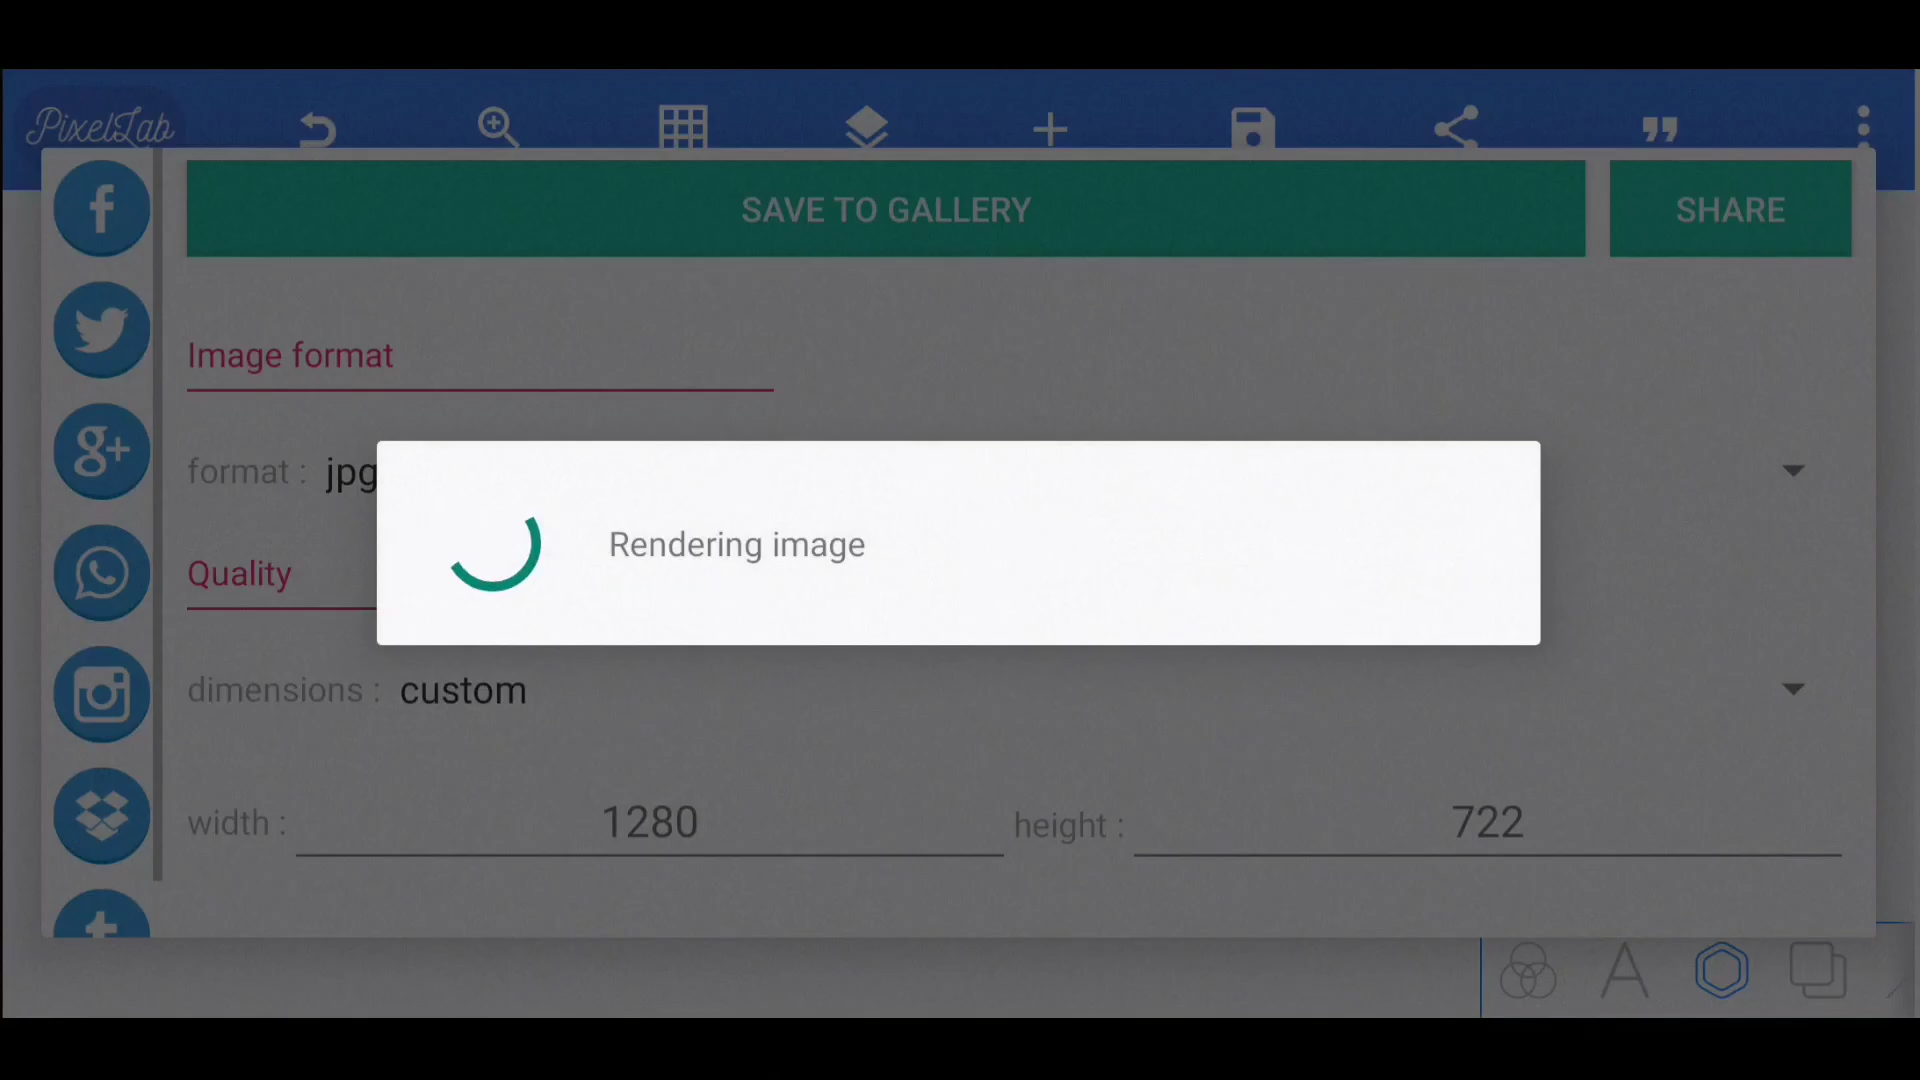 PixelLab
SAVE TO GALLERY
SHARE
Image format
format : jpg
Rendering image
Quality
dimensions : custom
width : 1280 height : 722